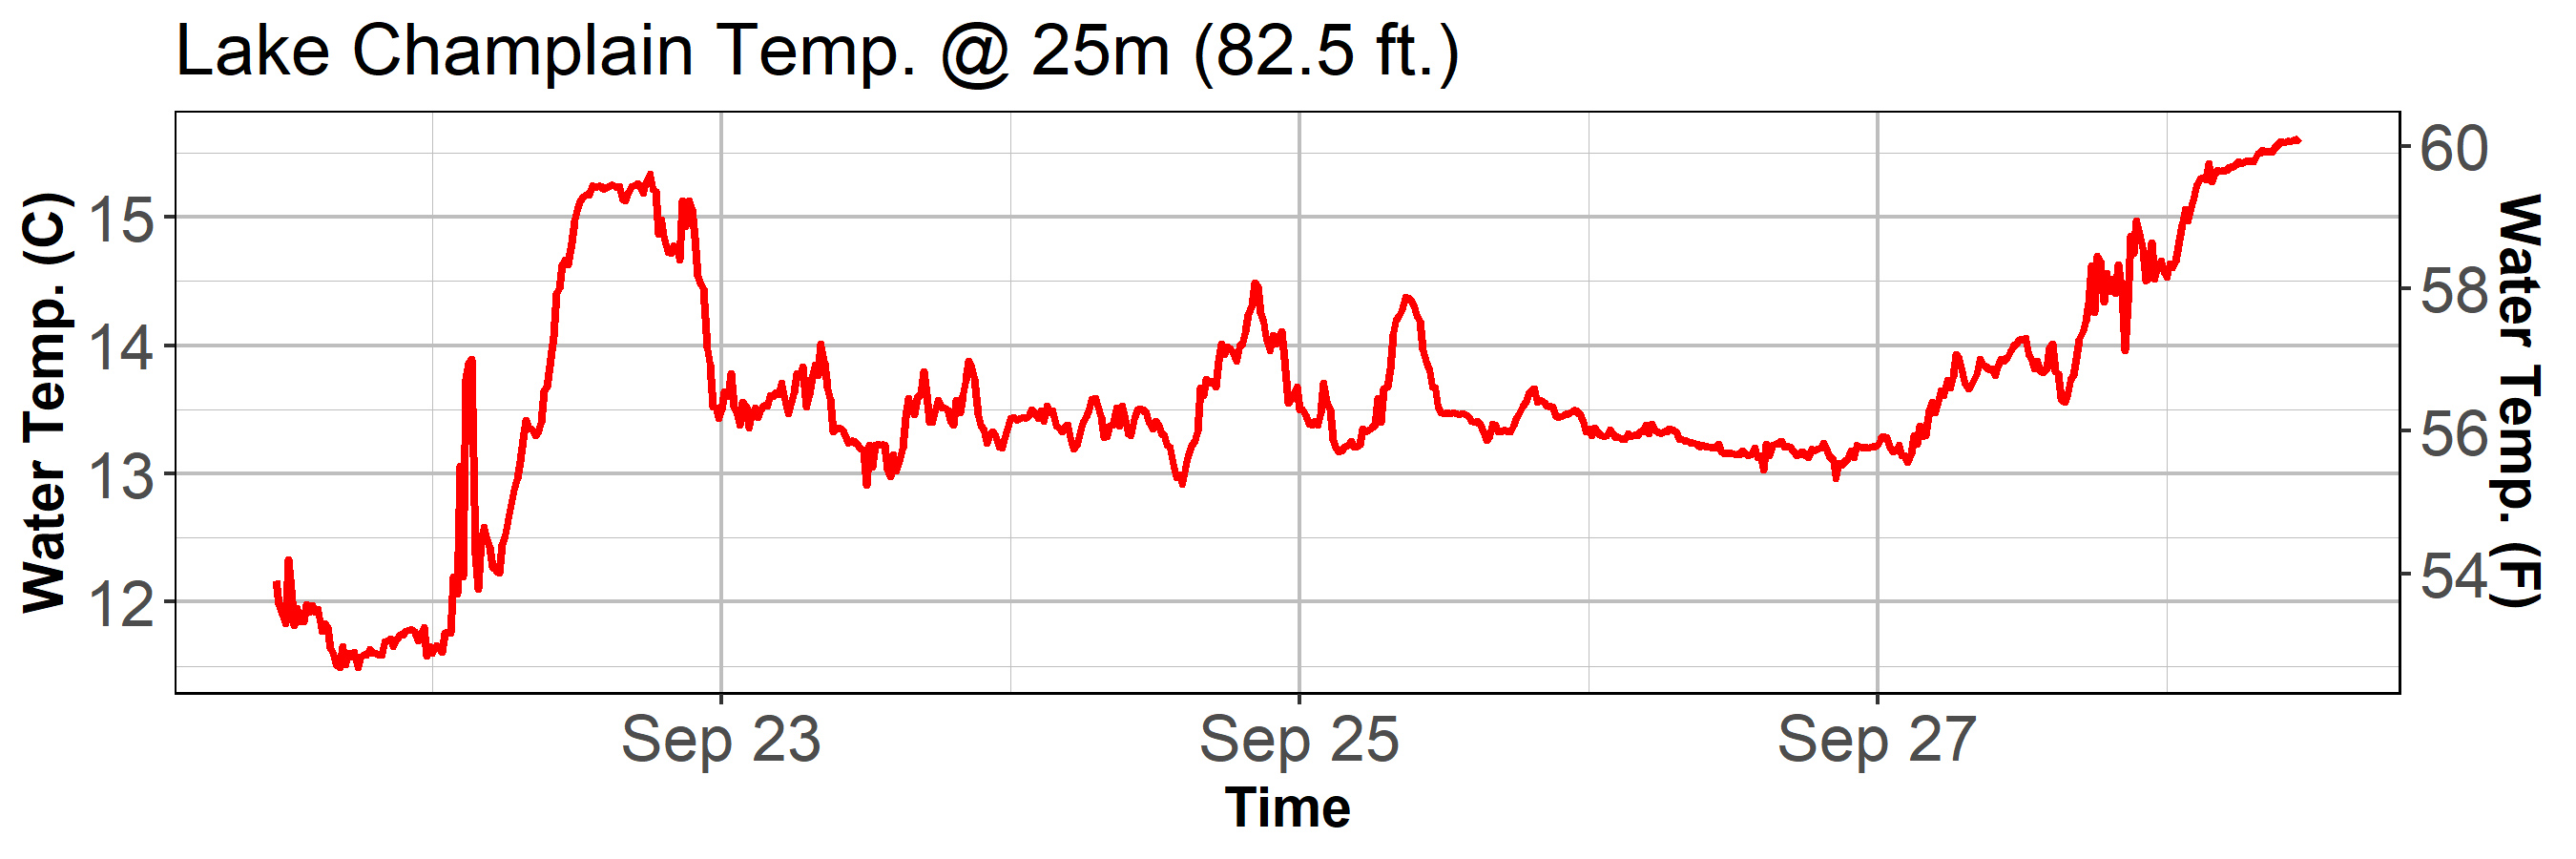 Lake Champlain Temp. @ 25m (82.5 ft.)
Water Temp. (C)
15
14
13
12
60
58
56
54
Water Temp. (F)
Sep 23 Sep 25 Sep 27
Time